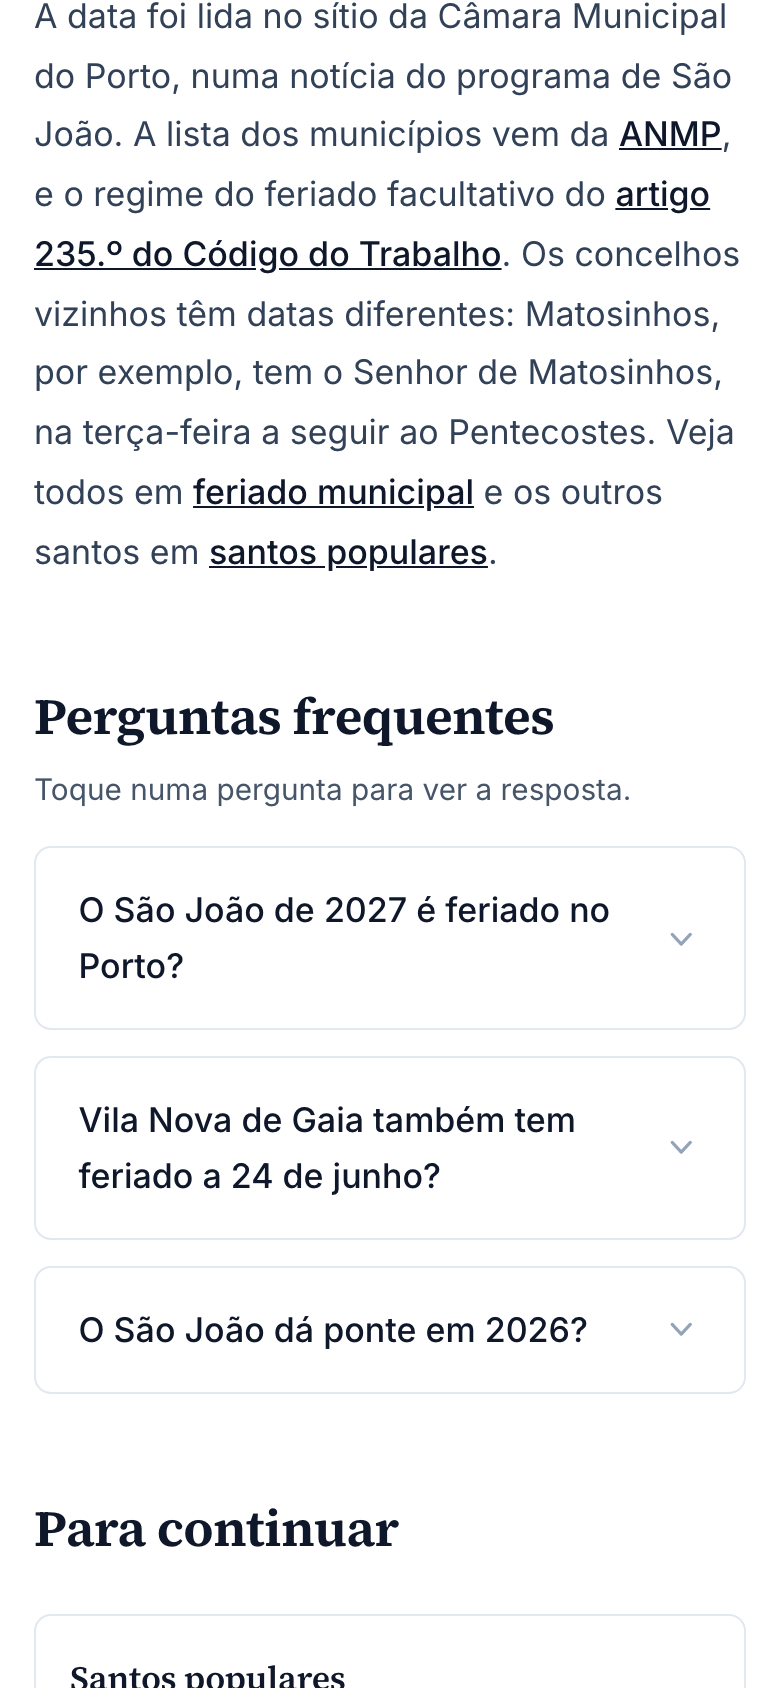 A data foi lida no sítio da Câmara Municipal
do Porto, numa notícia do programa de São
João. A lista dos municípios vem da ANMP,
e o regime do feriado facultativo do artigo
235.º do Código do Trabalho. Os concelhos
vizinhos têm datas diferentes: Matosinhos,
por exemplo, tem o Senhor de Matosinhos,
na terça-feira a seguir ao Pentecostes. Veja
todos em feriado municipal e os outros
santos em santos populares.
Perguntas frequentes
Toque numa pergunta para ver a resposta.
O São João de 2027 é feriado no
Porto?
Vila Nova de Gaia também tem
feriado a 24 de junho?
O São João dá ponte em 2026?
Para continuar
Santos populares